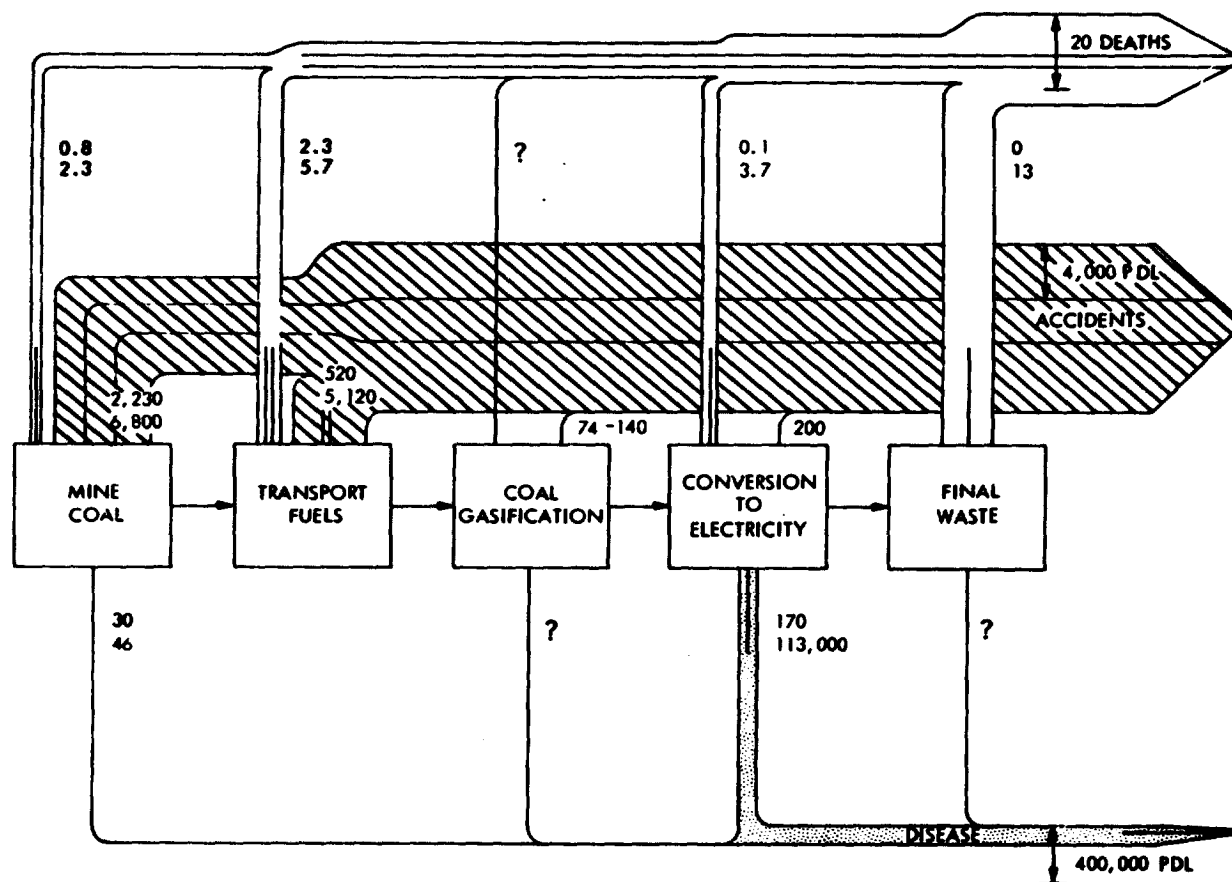 20 DEATHS
0.8
2.3
2.3
5.7
?
0.1
3.7
0
13
4,000 PDL
ACCIDENTS
2,230
6,800
520
5,120
74 -140
200
MINE
COAL
TRANSPORT
FUELS
COAL
GASIFICATION
CONVERSION
TO
ELECTRICITY
FINAL
WASTE
30
46
?
170
113,000
?
DISEASE
400,000 PDL